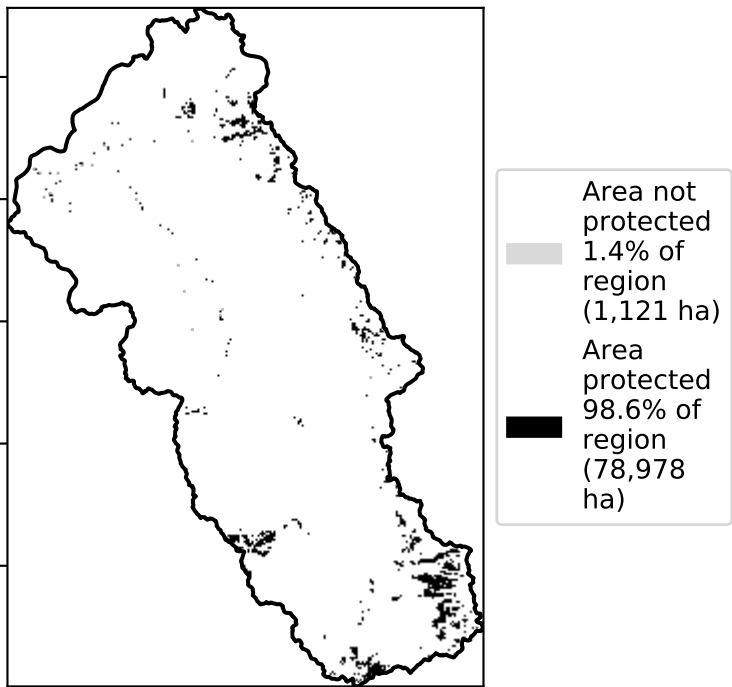 Area not
protected
1.4% of
region
(1,121 ha)
Area
protected
98.6% of
region
(78,978
ha)